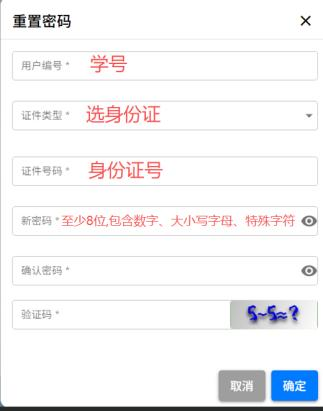 重置密码 ×
用户编号 * 学号
证件类型 * 选身份证
证件号码 * 身份证号
新密码 * 至少8位,包含数字、大小写字母、特殊字符
确认密码 *
验证码 * 5-5=?
取消 确定